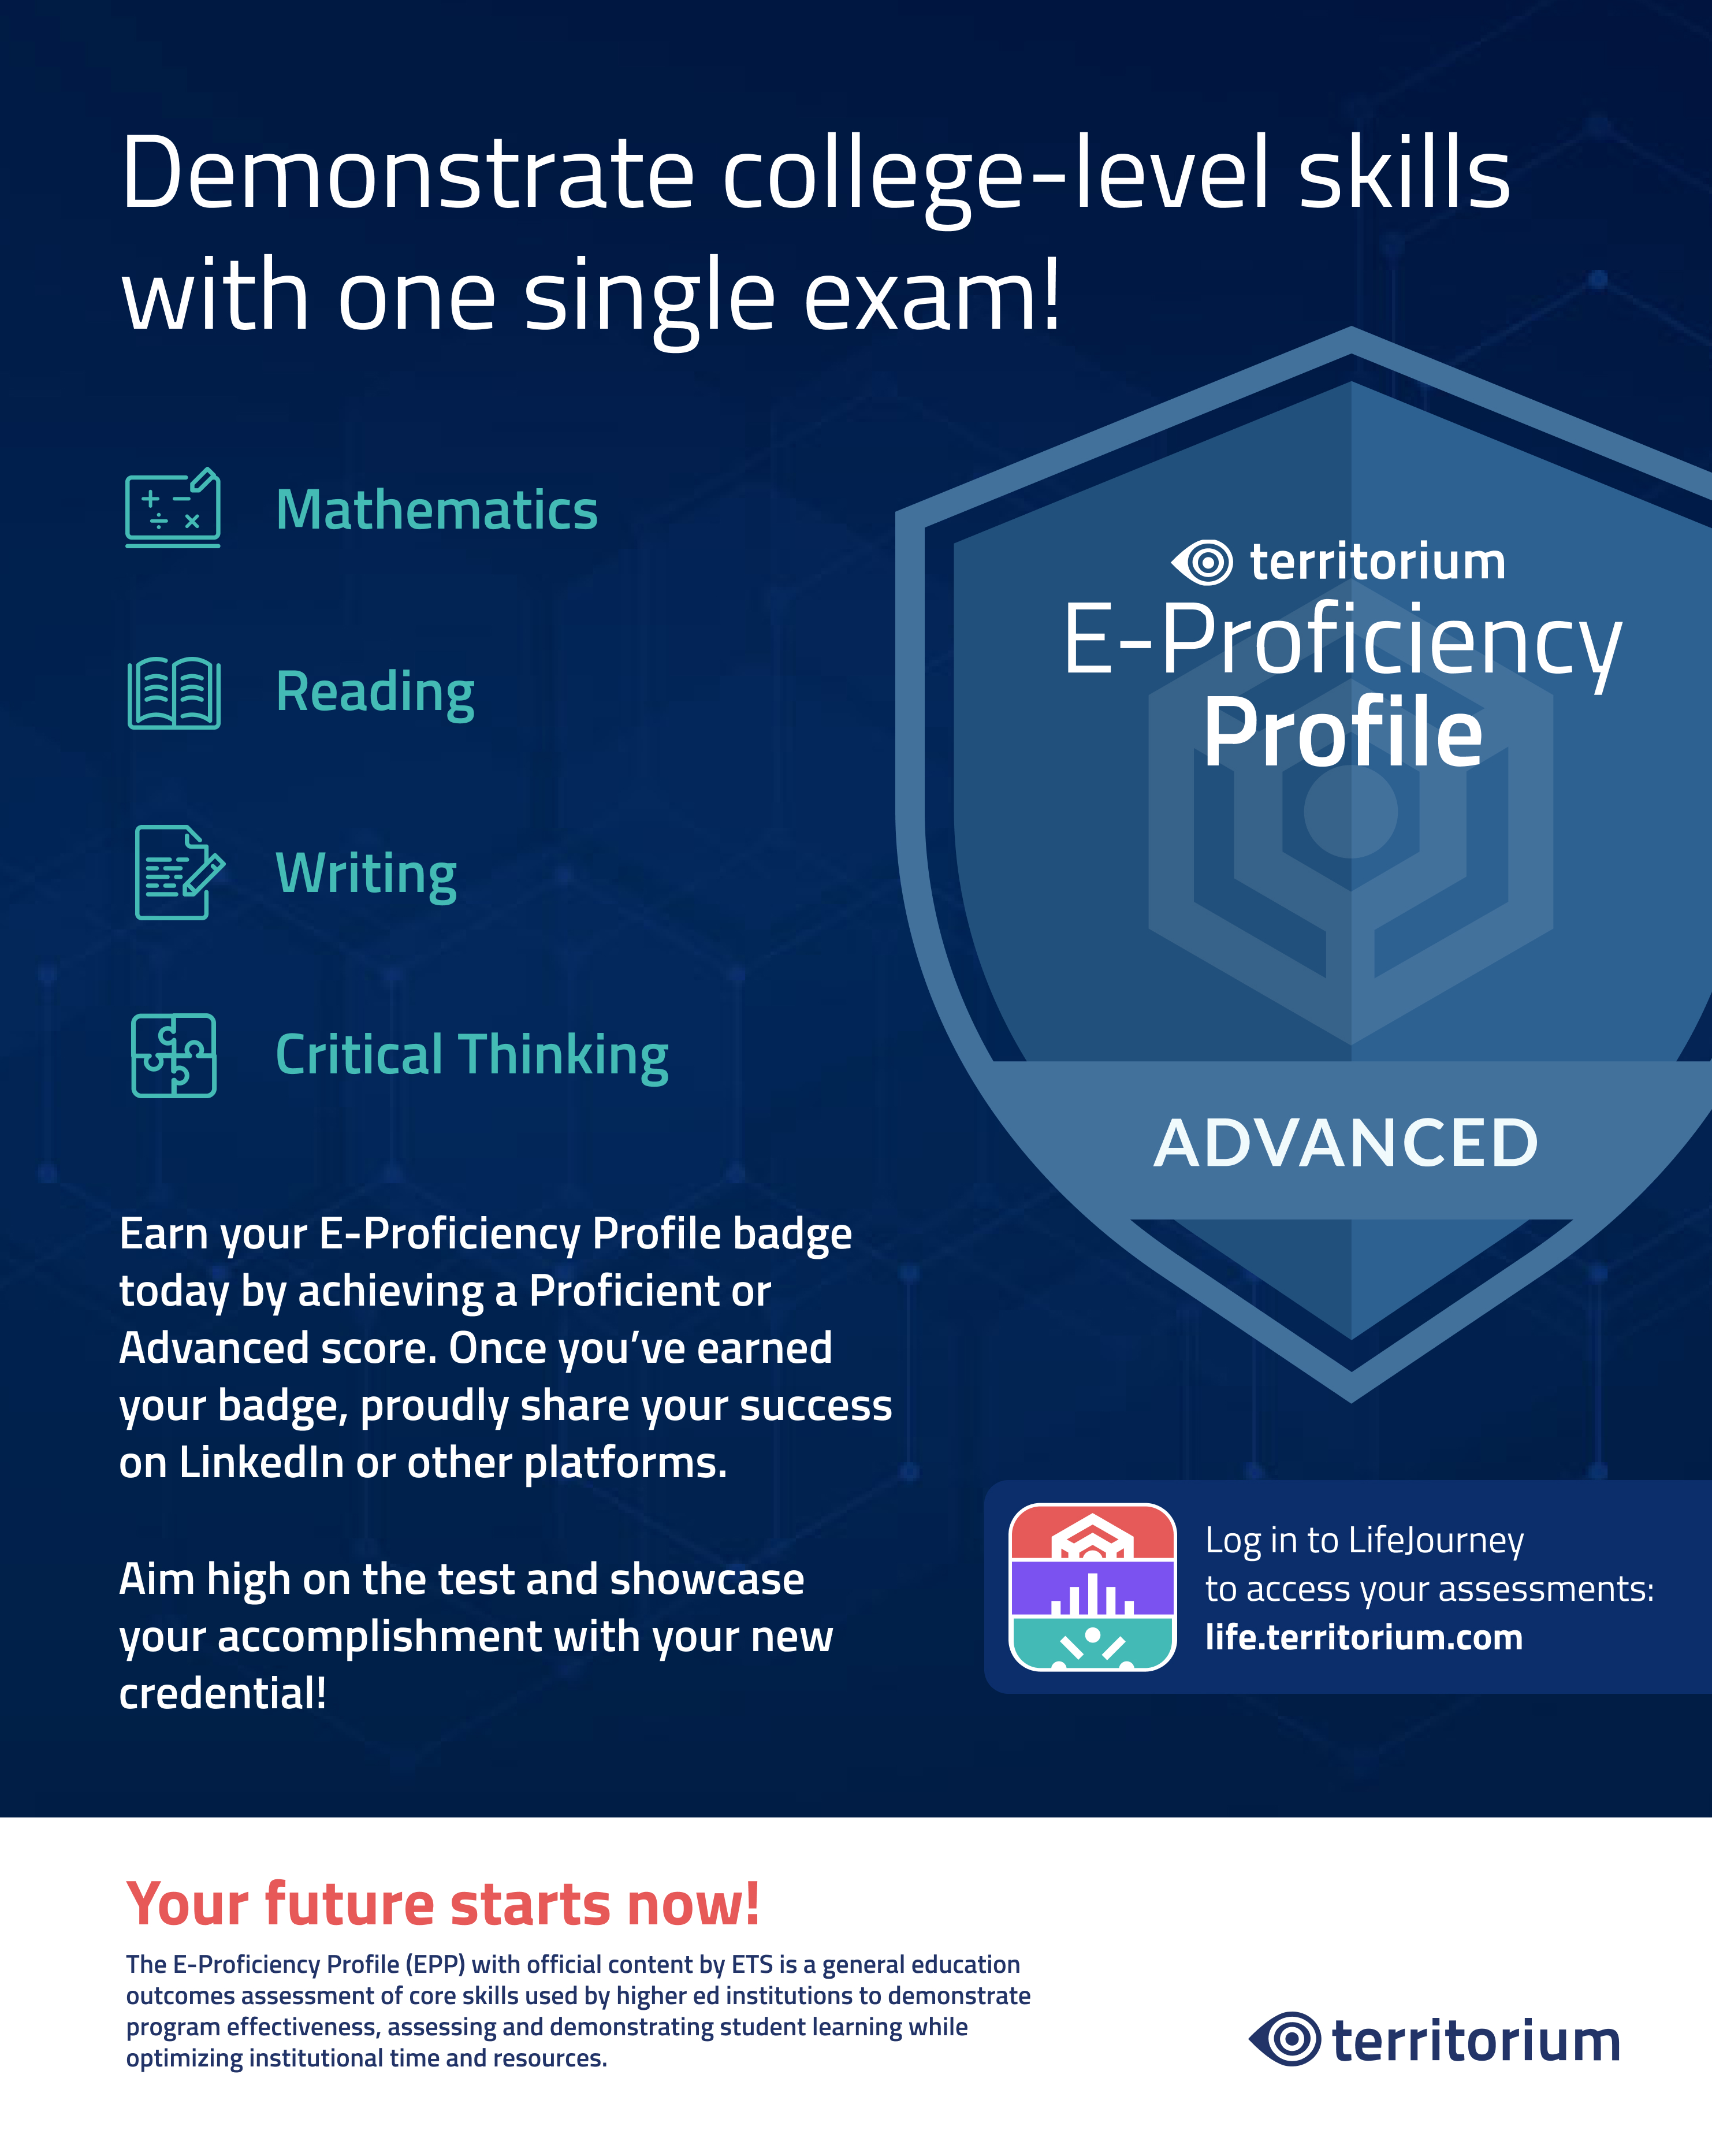 Demonstrate college-level skills
with one single exam!
Mathematics
Reading
Writing
Critical Thinking
territorium
E-Proficiency
Profile
ADVANCED
Earn your E-Proficiency Profile badge
today by achieving a Proficient or
Advanced score. Once you’ve earned
your badge, proudly share your success
on LinkedIn or other platforms.
Aim high on the test and showcase
your accomplishment with your new
credential!
Log in to LifeJourney
to access your assessments:
life.territorium.com
Your future starts now!
The E-Proficiency Profile (EPP) with official content by ETS is a general education
outcomes assessment of core skills used by higher ed institutions to demonstrate
program effectiveness, assessing and demonstrating student learning while
optimizing institutional time and resources.
territorium